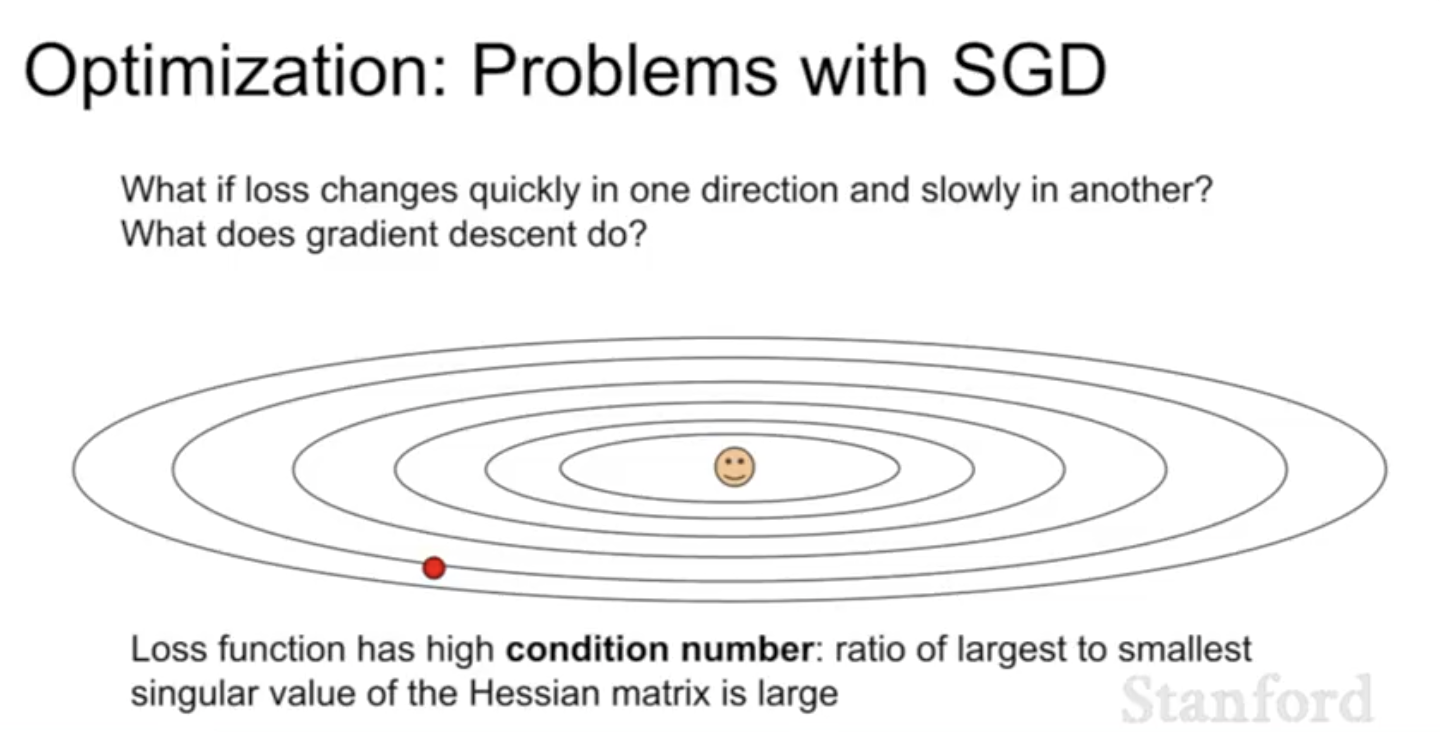 Optimization: Problems with SGD
What if loss changes quickly in one direction and slowly in another?
What does gradient descent do?
Loss function has high condition number: ratio of largest to smallest
singular value of the Hessian matrix is large
Stanford